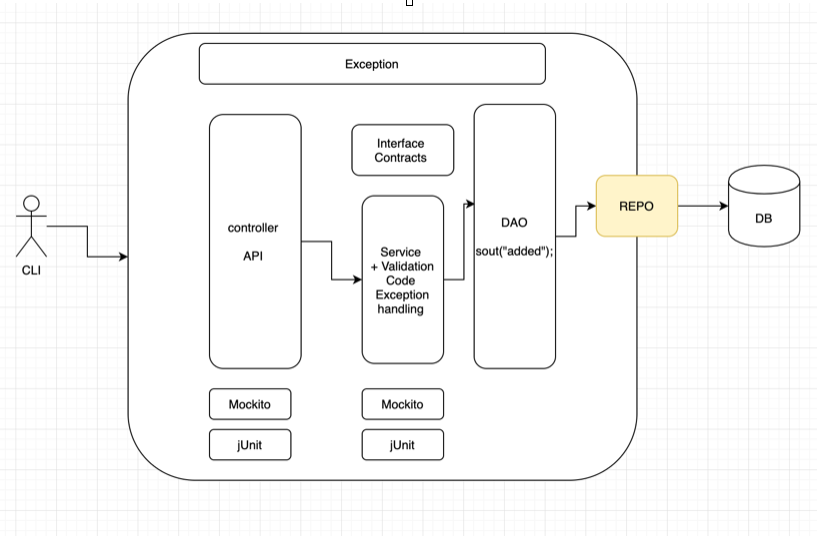 Exception
Interface
Contracts
controller
API
Service
+ Validation
Code
Exception
handling
DAO
sout("added");
REPO
DB
CLI
Mockito
Mockito
jUnit
jUnit